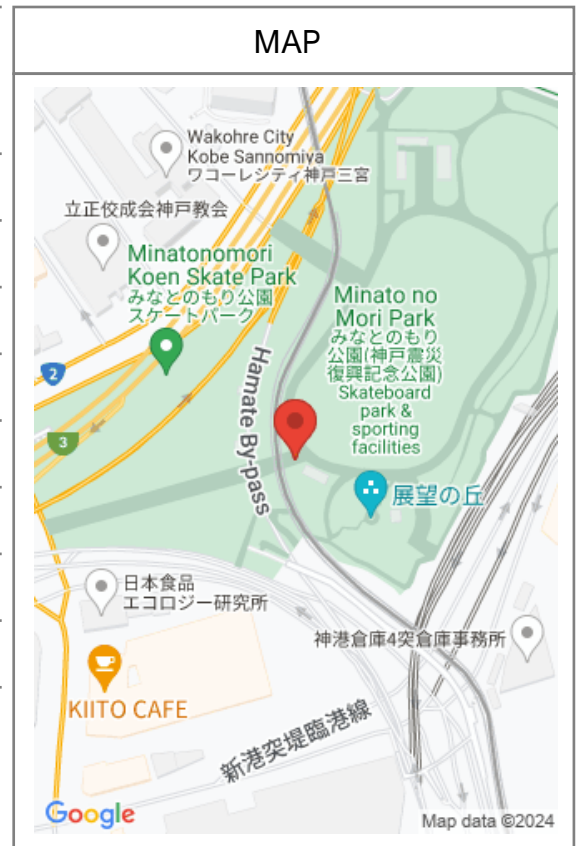 MAP
Wakohre City
Kobe Sannomiya
ワコーレシティ神戸三宮
立正佼成会神戸教会
Minatonomori
Koen Skate Park
みなとのもり公園
スケートパーク
Minato no
Mori Park
みなとのもり
公園(神戸震災
復興記念公園)
Skateboard
park &
sporting
facilities
2
3
Hamate By-pass
展望の丘
日本食品
エコロジー研究所
神港倉庫4突倉庫事務所
KIITO CAFE
新港突堤臨港線
Google
Map data ©2024